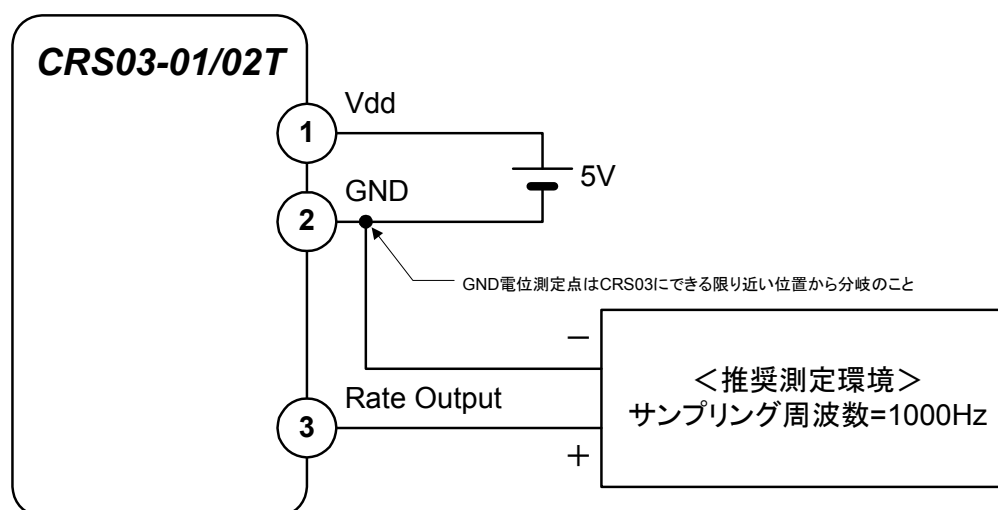 CRS03-01/02T
Vdd
1
5V
GND
2
GND電位測定点はCRS03にできる限り近い位置から分岐のこと
－
＜推奨測定環境＞
サンプリング周波数=1000Hz
Rate Output
3
＋